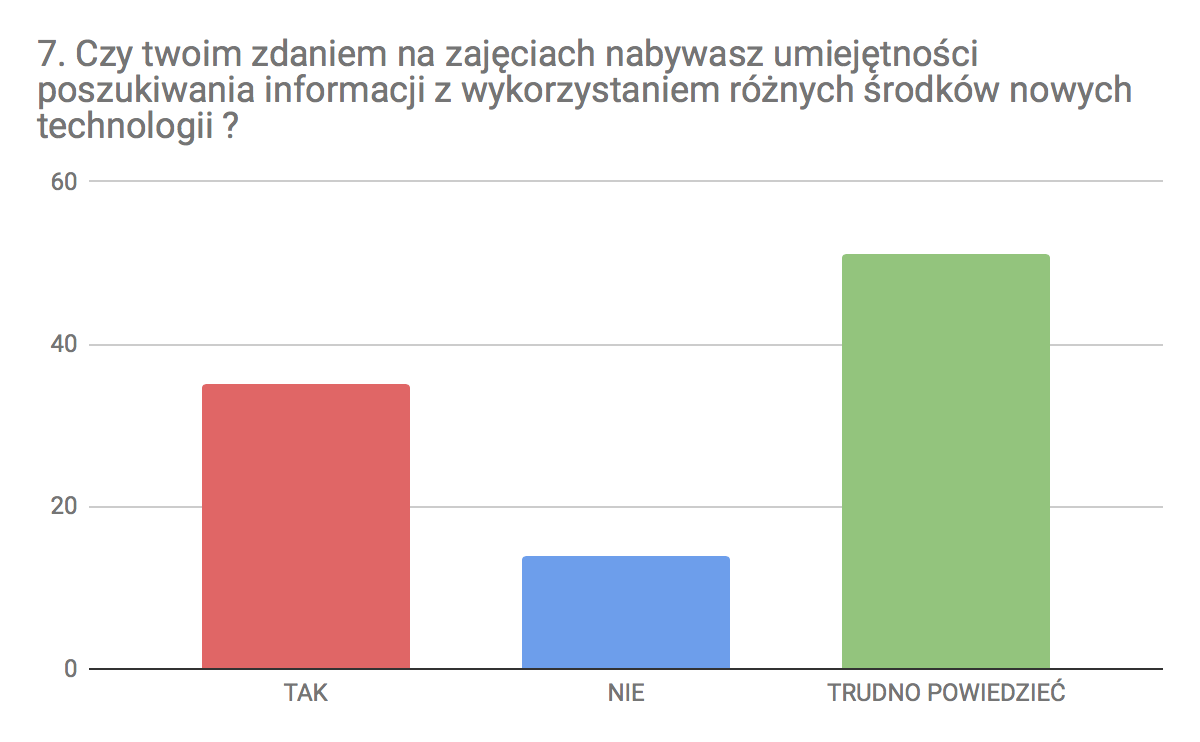 7. Czy twoim zdaniem na zajęciach nabywasz umiejętności
poszukiwania informacji z wykorzystaniem różnych środków nowych
technologii ?
60
40
20
0
TAK
NIE
TRUDNO POWIEDZIEĆ